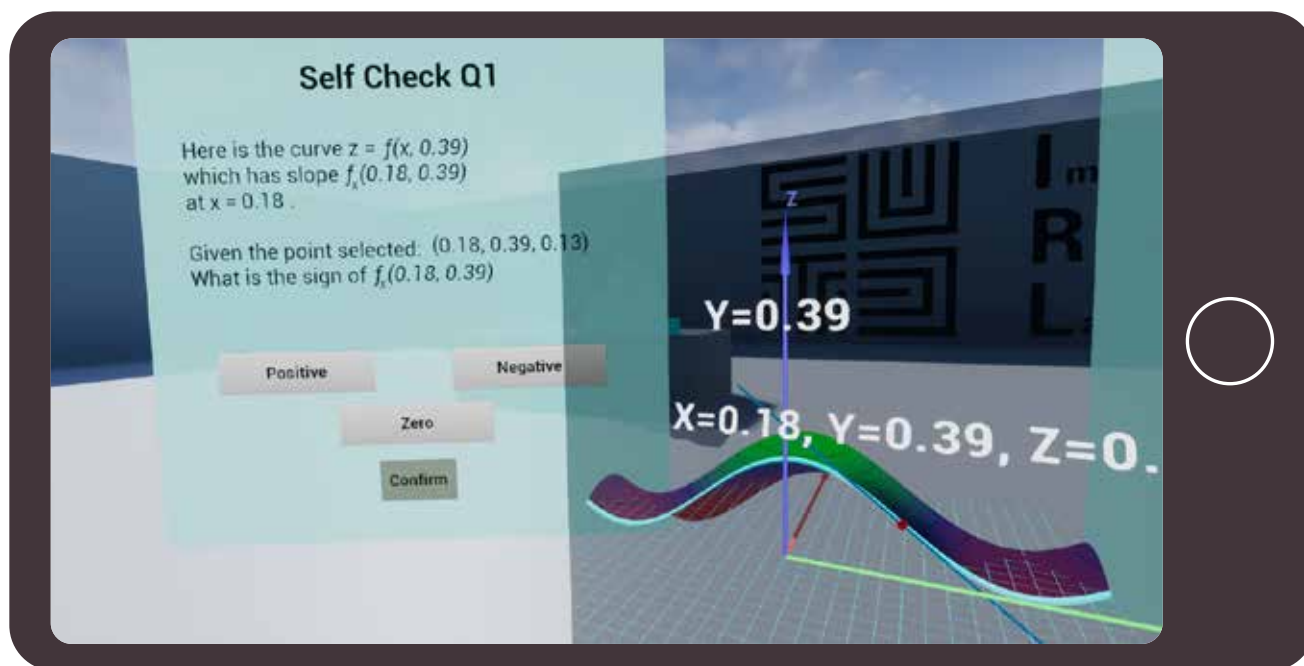 Self Check Q1
Here is the curve z = f(x, 0.39)
which has slope fₓ(0.18, 0.39)
at x = 0.18 .
Given the point selected: (0.18, 0.39, 0.13)
What is the sign of fₓ(0.18, 0.39)
Positive
Negative
Zero
Confirm
Z
Y=0.39
X=0.18, Y=0.39, Z=0.
I
R
L